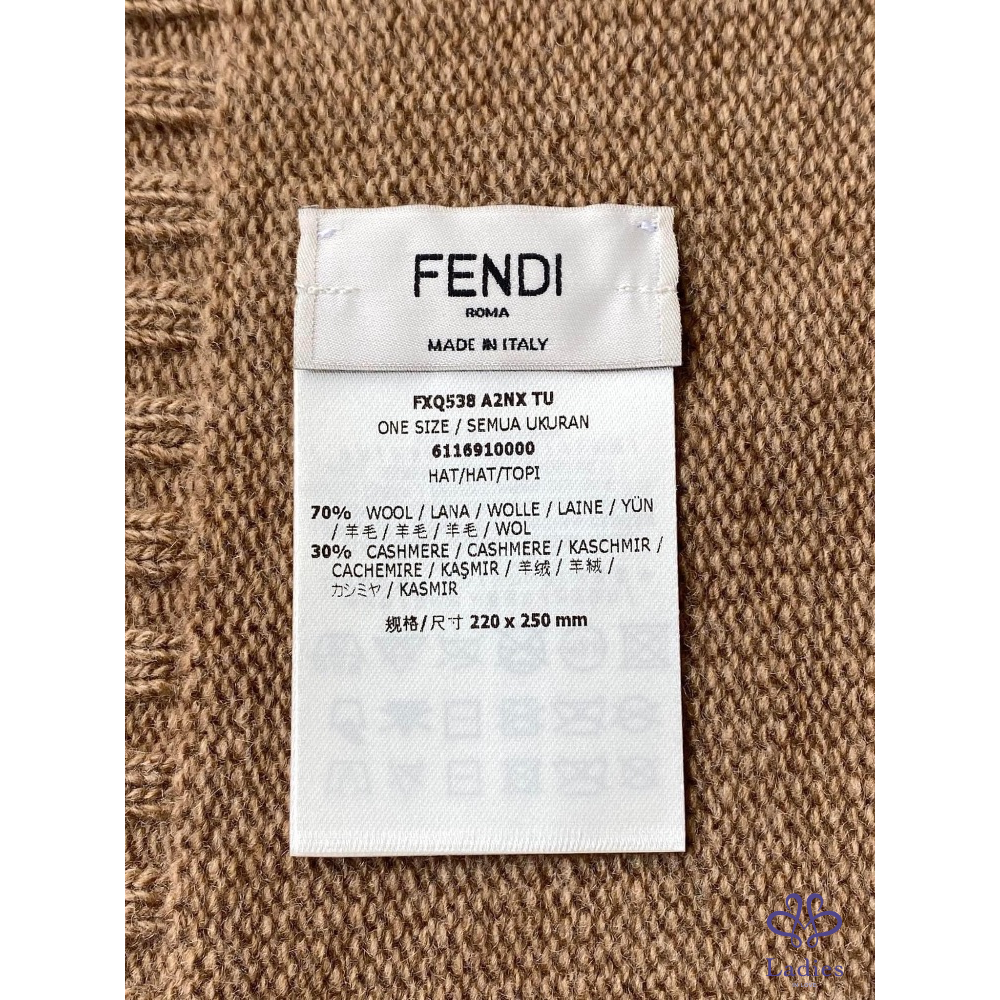 FENDI
ROMA
MADE IN ITALY
FXQ538 A2NX TU
ONE SIZE / SEMUA UKURAN
6116910000
HAT/HAT/TOPI
70% WOOL / LANA / WOLLE / LAINE / YÜN
/ 羊毛 / 羊毛 / 羊毛 / WOL
30% CASHMERE / CASHMERE / KASCHMIR /
CACHEMIRE / KAŞMIR / 羊绒 / 羊絨 /
カシミヤ / KASMIR
规格/尺寸 220 x 250 mm
Ladies